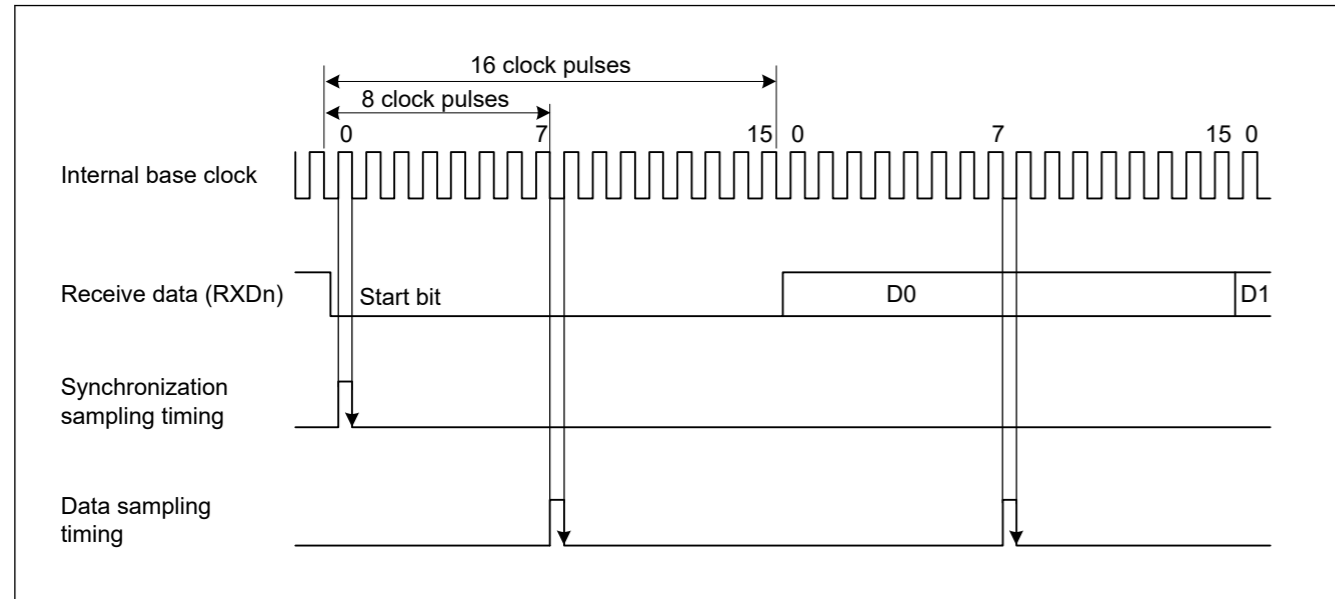 16 clock pulses
8 clock pulses
0 7 15 0 7 15 0
Internal base clock
Receive data (RXDn)
Start bit
D0
D1
Synchronization
sampling timing
Data sampling
timing